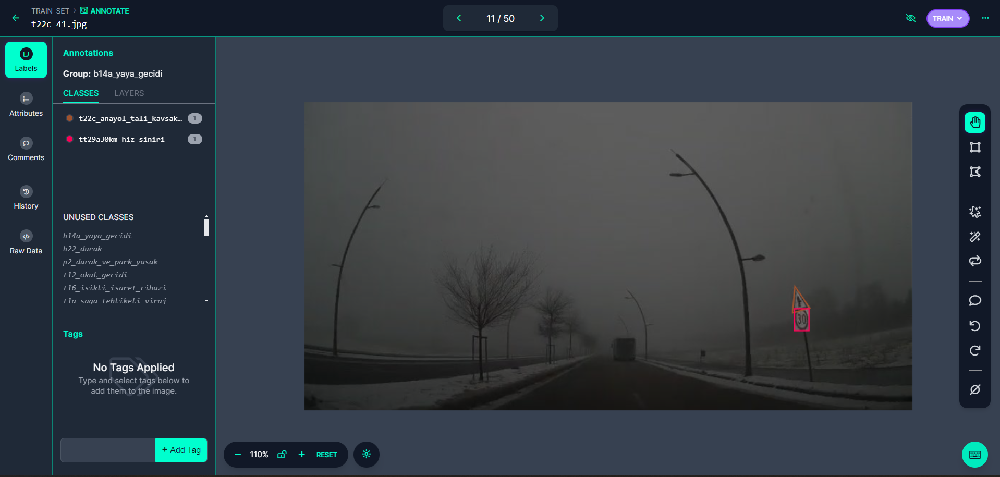 TRAIN_SET > ANNOTATE
t22c-41.jpg
11 / 50
TRAIN
Labels
Attributes
Comments
History
Raw Data
Annotations
Group: b14a_yaya_gecidi
CLASSES LAYERS
t22c_anayol_tali_kavsak... 1
tt29a30km_hiz_siniri 1
UNUSED CLASSES
b14a_yaya_gecidi
b22_durak
p2_durak_ve_park_yasak
t12_okul_gecidi
t16_isikli_isaret_cihazi
t1a saga tehlikeli viraj
Tags
No Tags Applied
Type and select tags below to
add them to the image.
+ Add Tag
30
110% RESET